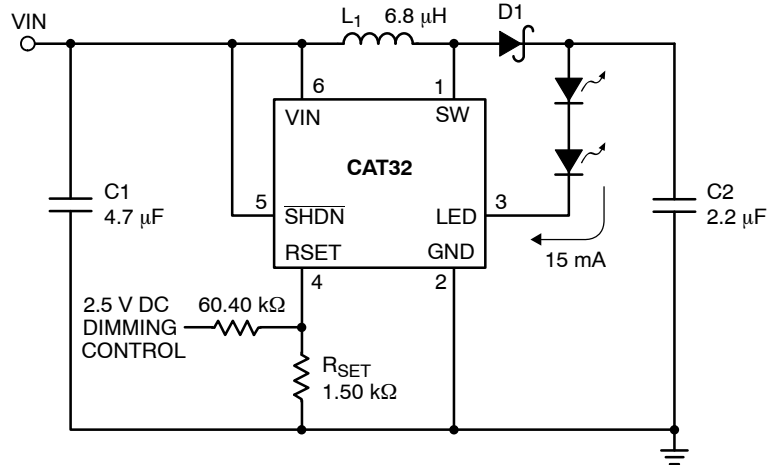 VIN
L1 6.8 μH
D1
6
1
VIN
SW
CAT32
C1
4.7 μF
5
SHDN
LED
3
C2
2.2 μF
RSET
GND
15 mA
4
2
2.5 V DC
DIMMING
CONTROL
60.40 kΩ
RSET
1.50 kΩ